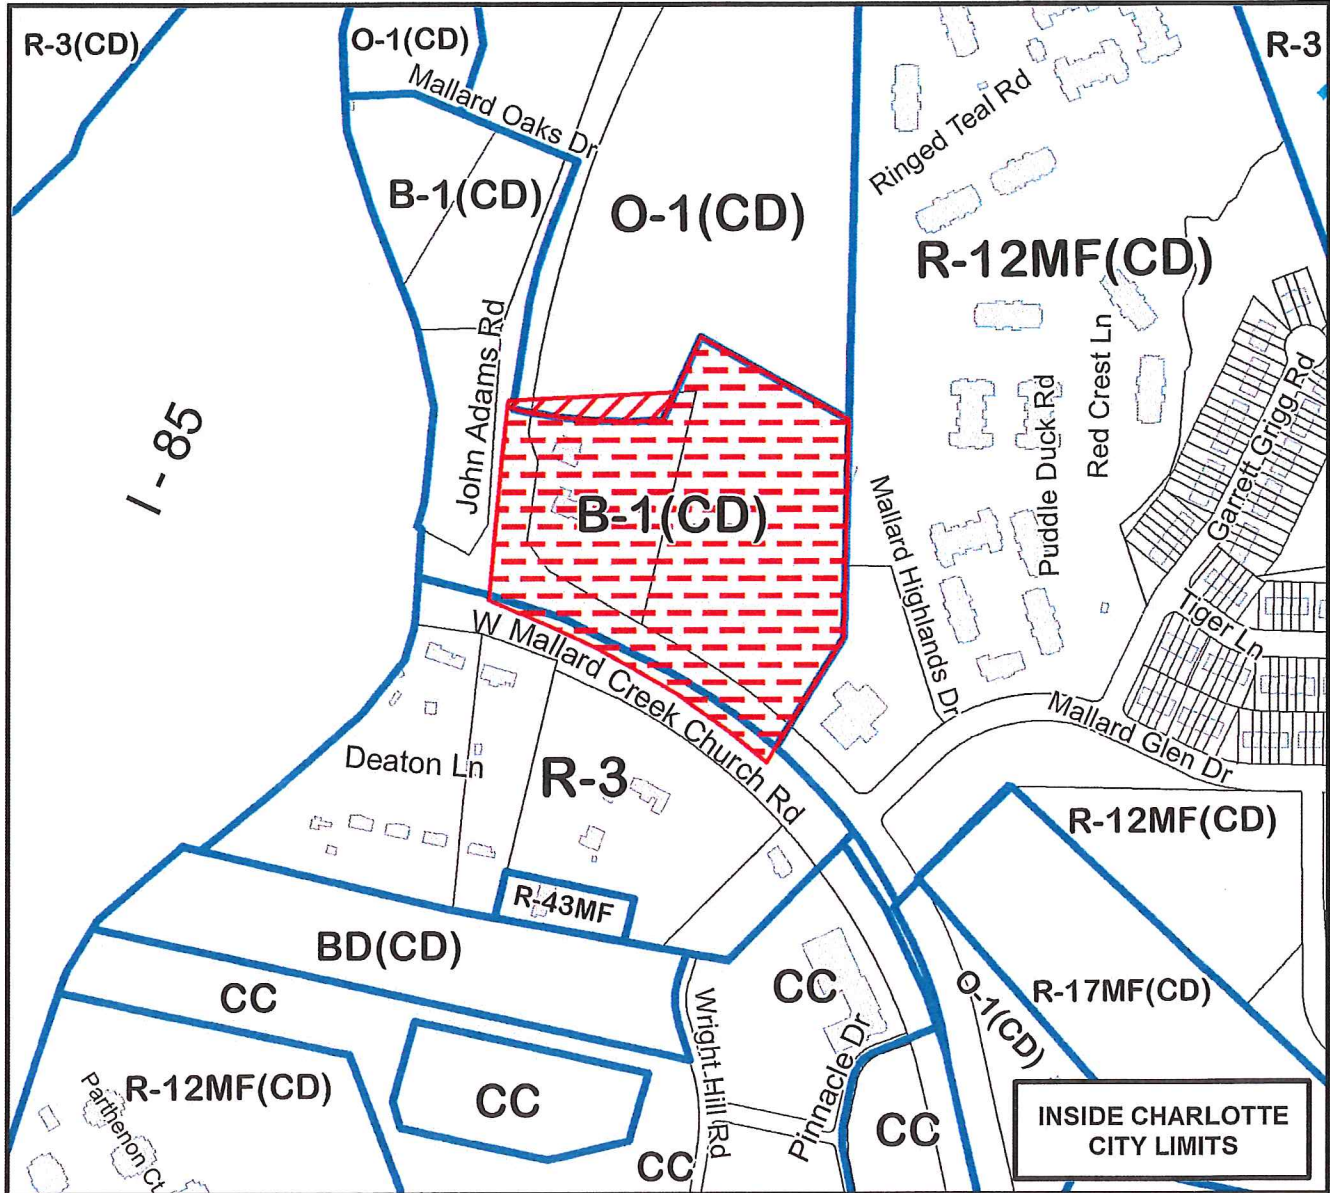 R-3(CD)
O-1(CD)
R-3
Mallard Oaks Dr
Ringed Teal Rd
B-1(CD)
O-1(CD)
R-12MF(CD)
John Adams Rd
Red Crest Ln
Puddle Duck Rd
Garrett Grigg Rd
I - 85
B-1(CD)
Mallard Highlands Dr
Tiger Ln
W Mallard Creek Church Rd
Mallard Glen Dr
Deaton Ln
R-3
R-12MF(CD)
R-43MF
BD(CD)
CC
CC
O-1(CD)
R-17MF(CD)
Wright Hill Rd
Pinnacle Dr
R-12MF(CD)
Parthenon Ct
CC
CC
CC
INSIDE CHARLOTTE
CITY LIMITS